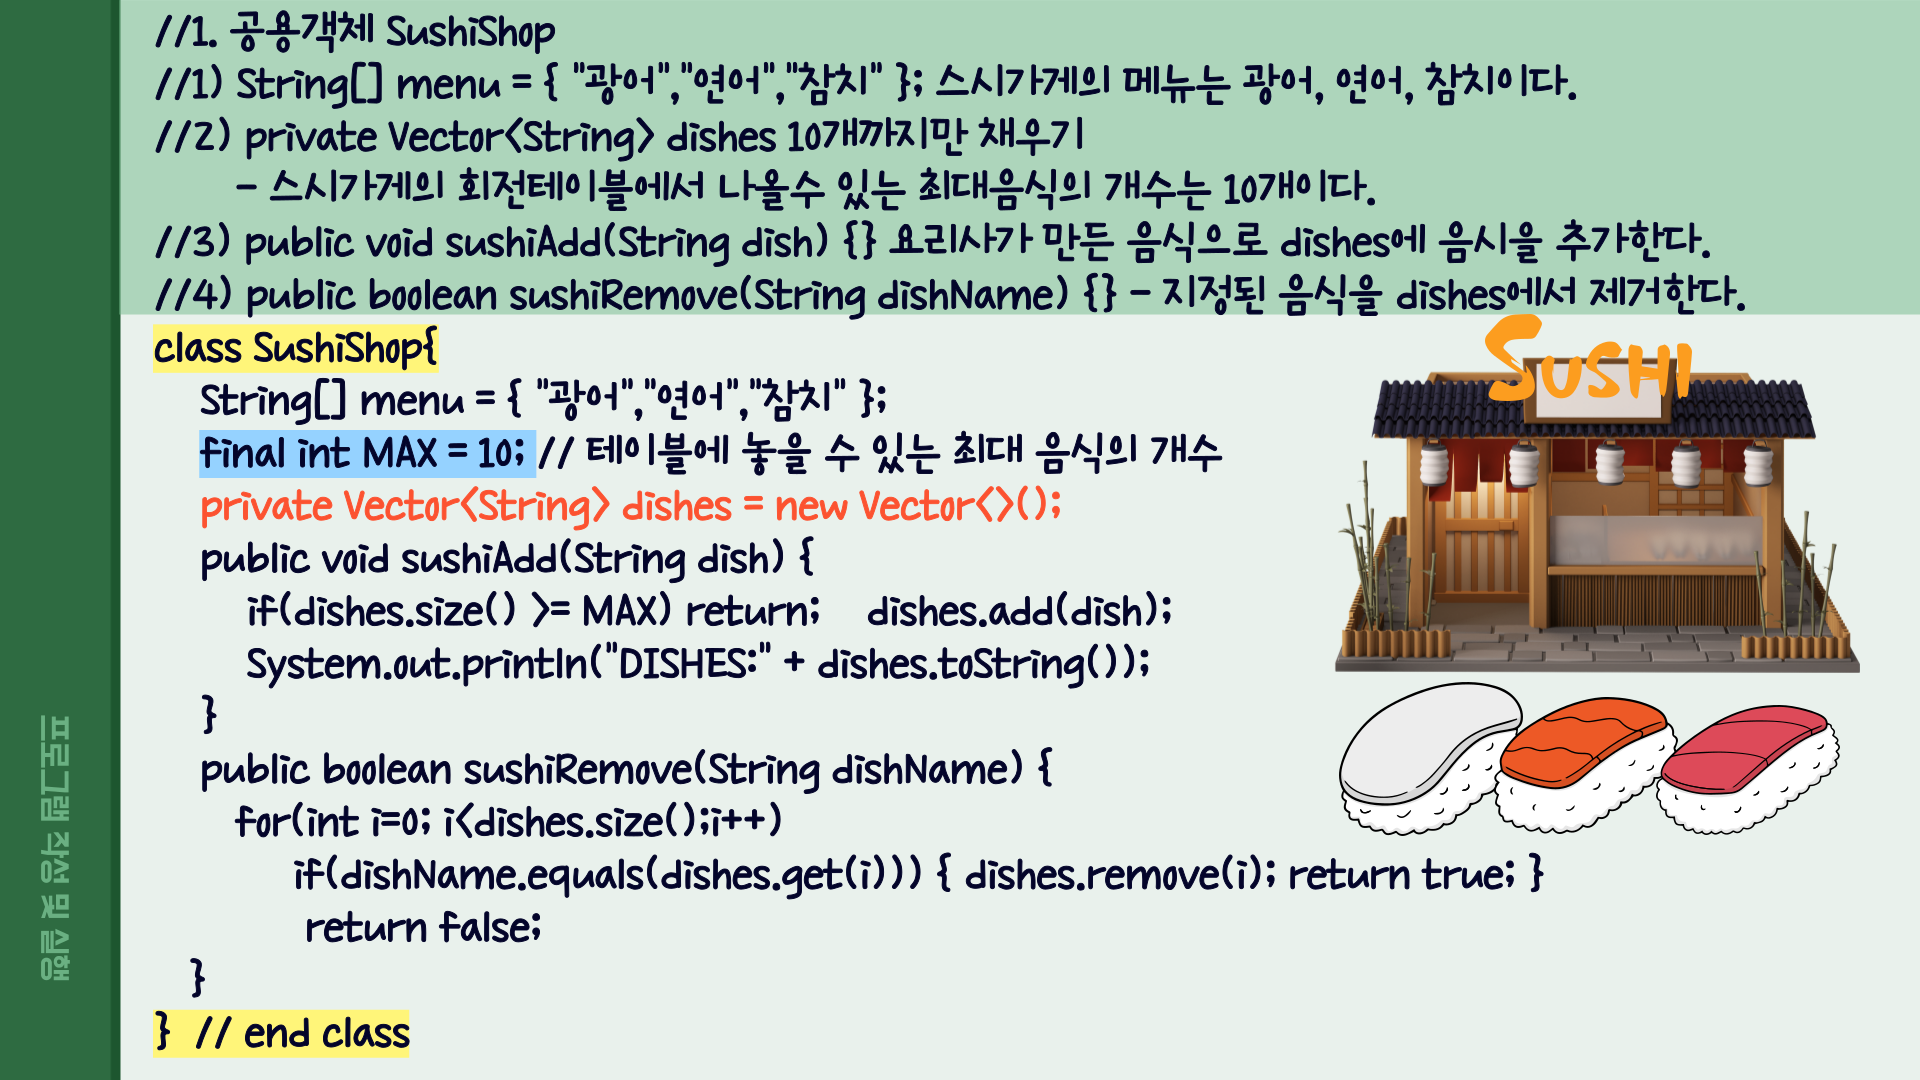 //1. 공용객체 SushiShop
//1) String[] menu = { "광어","연어","참치" }; 스시가게의 메뉴는 광어, 연어, 참치이다.
//2) private Vector<String> dishes 10개까지만 채우기
- 스시가게의 회전테이블에서 나올수 있는 최대음식의 개수는 10개이다.
//3) public void sushiAdd(String dish) {} 요리사가 만든 음식으로 dishes에 음시을 추가한다.
//4) public boolean sushiRemove(String dishName) {} - 지정된 음식을 dishes에서 제거한다.
class SushiShop{
String[] menu = { "광어","연어","참치" };
final int MAX = 10; // 테이블에 놓을 수 있는 최대 음식의 개수
private Vector<String> dishes = new Vector<>();
public void sushiAdd(String dish) {
if(dishes.size() >= MAX) return; dishes.add(dish);
System.out.println("DISHES:" + dishes.toString());
}
public boolean sushiRemove(String dishName) {
for(int i=0; i<dishes.size();i++)
if(dishName.equals(dishes.get(i))) { dishes.remove(i); return true; }
return false;
}
} // end class
SUSHI
프로그램 작성 및 실행